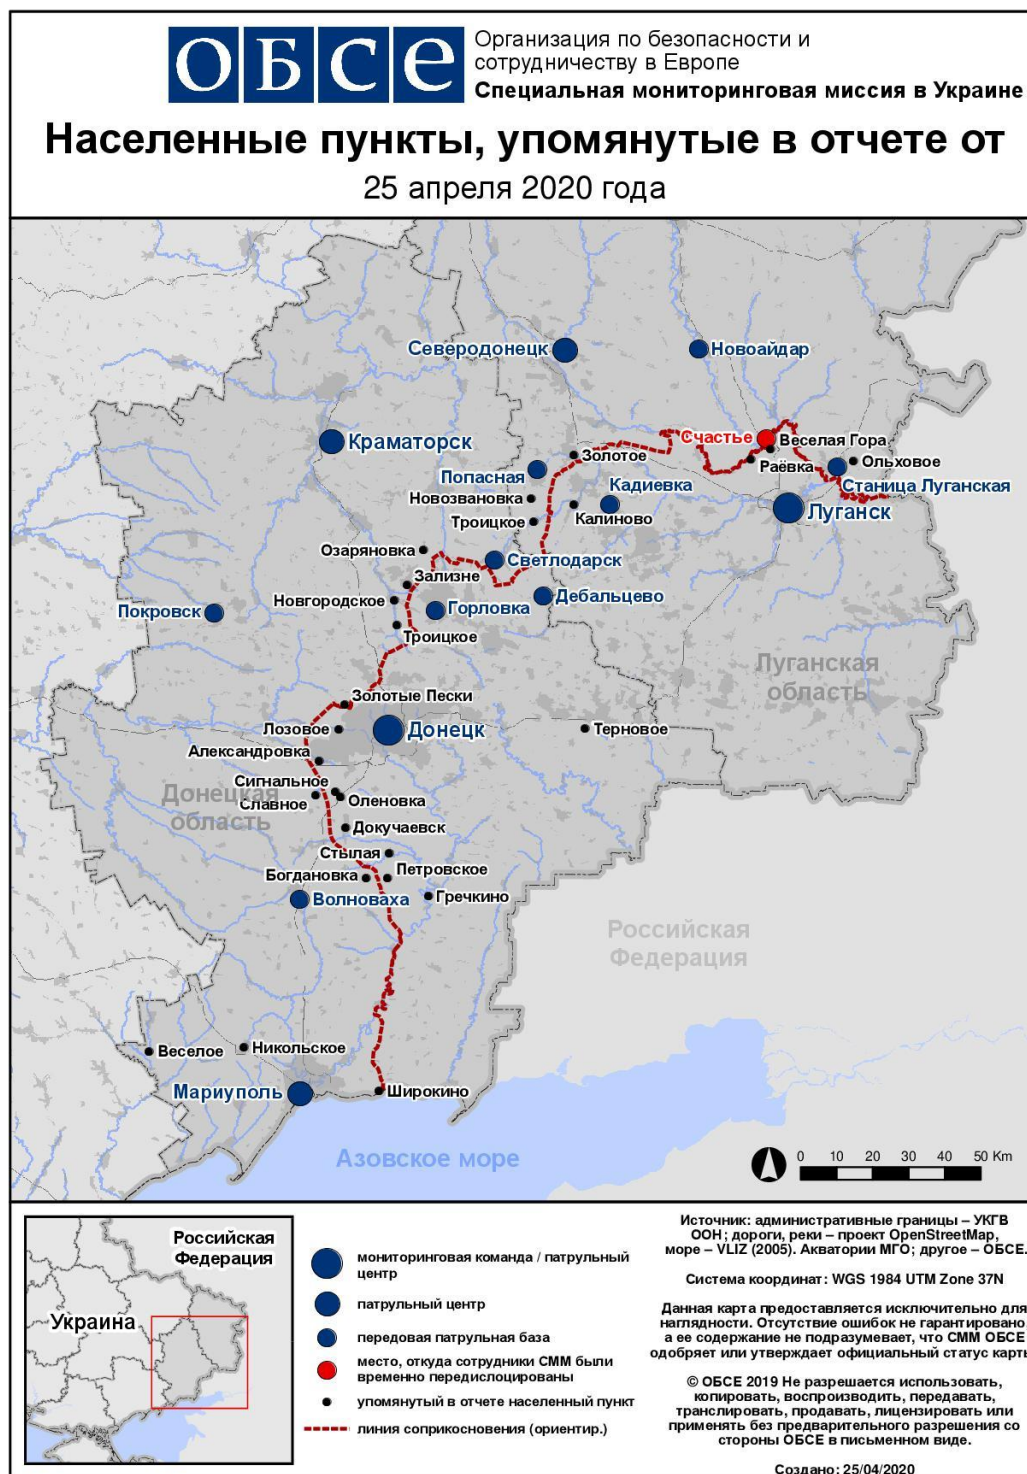 ОБСЕ
Организация по безопасности и
сотрудничеству в Европе
Специальная мониторинговая миссия в Украине
Населенные пункты, упомянутые в отчете от
25 апреля 2020 года
Северодонецк
Новоайдар
Краматорск
Счастье
Веселая Гора
Золотое
Раёвка
Ольховое
Попасная
Кадиевка
Станица Луганская
Новозвановка
Калиново
Луганск
Троицкое
Озаряновка
Светлодарск
Зализне
Новгородское
Горловка
Дебальцево
Покровск
Троицкое
Луганская
область
Золотые Пески
Лозовое
Донецк
Терновое
Александровка
Сигнальное
Донецкая
область
Славное
Оленовка
Докучаевск
Стылая
Богдановка
Петровское
Волноваха
Гречкино
Российская
Федерация
Веселое
Никольское
Мариуполь
Широкино
Азовское море
0 10 20 30 40 50 Km
Российская
Федерация
Украина
мониторинговая команда / патрульный
центр
патрульный центр
передовая патрульная база
место, откуда сотрудники СММ были
временно передислоцированы
упомянутый в отчете населенный пункт
линия соприкосновения (ориентир.)
Источник: административные границы – УКГВ
ООН; дороги, реки – проект OpenStreetMap,
море – VLIZ (2005). Акватории МГО; другое – ОБСЕ.
Система координат: WGS 1984 UTM Zone 37N
Данная карта предоставляется исключительно для
наглядности. Отсутствие ошибок не гарантировано,
а ее содержание не подразумевает, что СММ ОБСЕ
одобряет или утверждает официальный статус карты
© ОБСЕ 2019 Не разрешается использовать,
копировать, воспроизводить, передавать,
транслировать, продавать, лицензировать или
применять без предварительного разрешения со
стороны ОБСЕ в письменном виде.
Создано: 25/04/2020